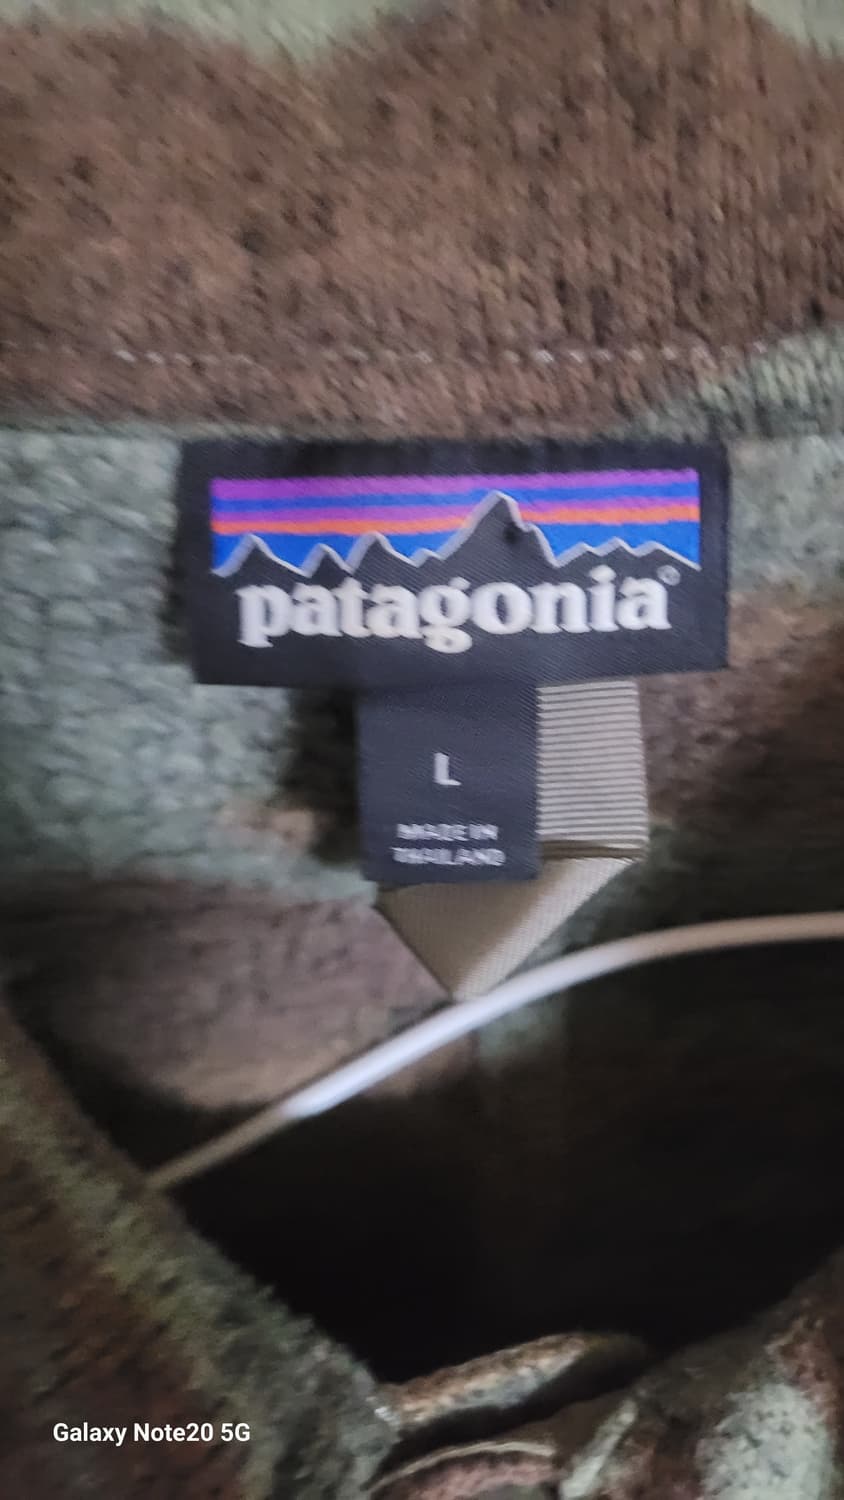 patagonia®
L
MADE IN
THAILAND
Galaxy Note20 5G